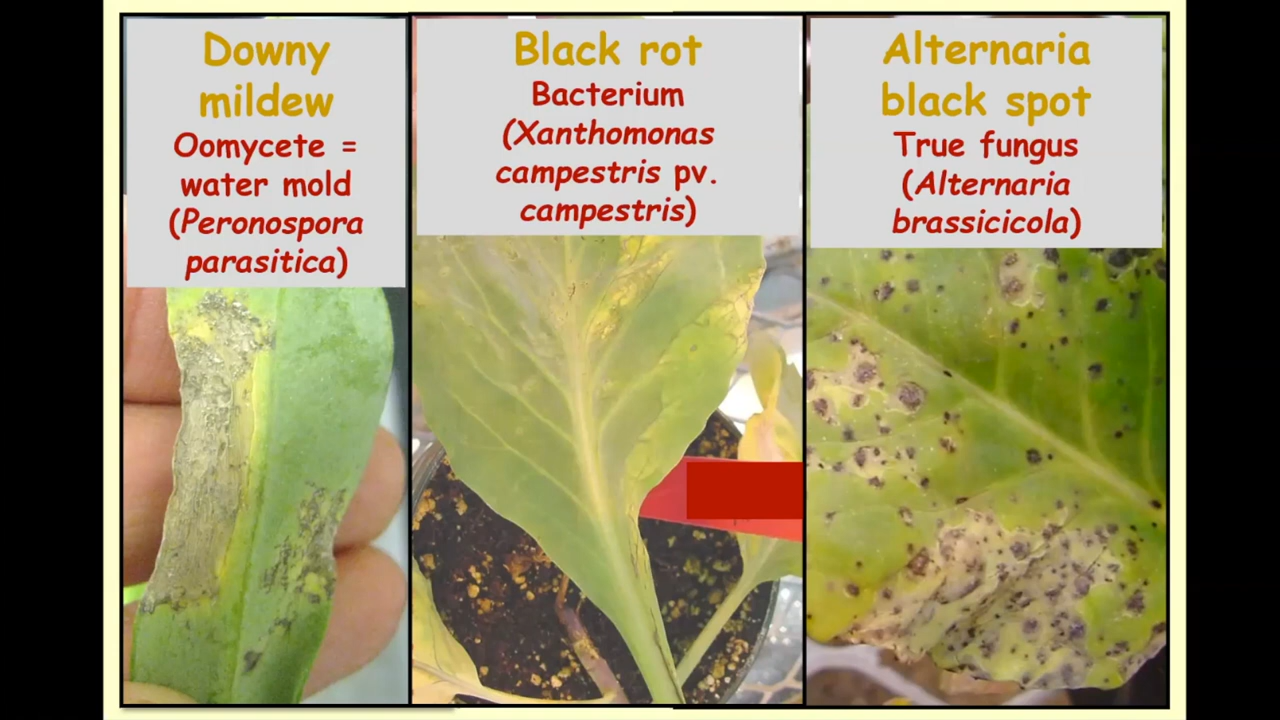 Downy
mildew
Oomycete =
water mold
(Peronospora
parasitica)
Black rot
Bacterium
(Xanthomonas
campestris pv.
campestris)
Alternaria
black spot
True fungus
(Alternaria
brassicicola)